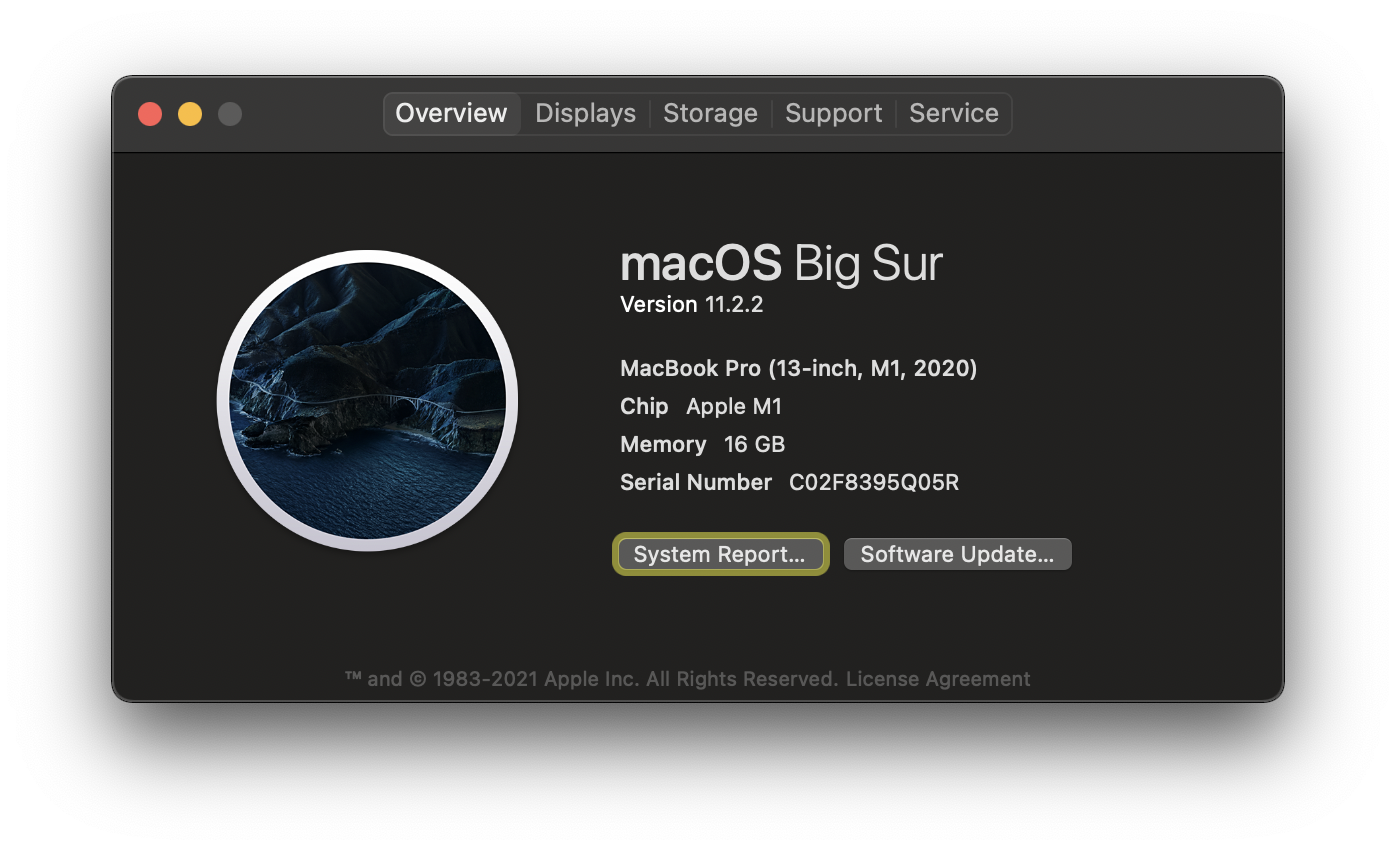 Overview Displays Storage Support Service
macOS Big Sur
Version 11.2.2
MacBook Pro (13-inch, M1, 2020)
Chip Apple M1
Memory 16 GB
Serial Number C02F8395Q05R
System Report... Software Update...
™ and © 1983-2021 Apple Inc. All Rights Reserved. License Agreement